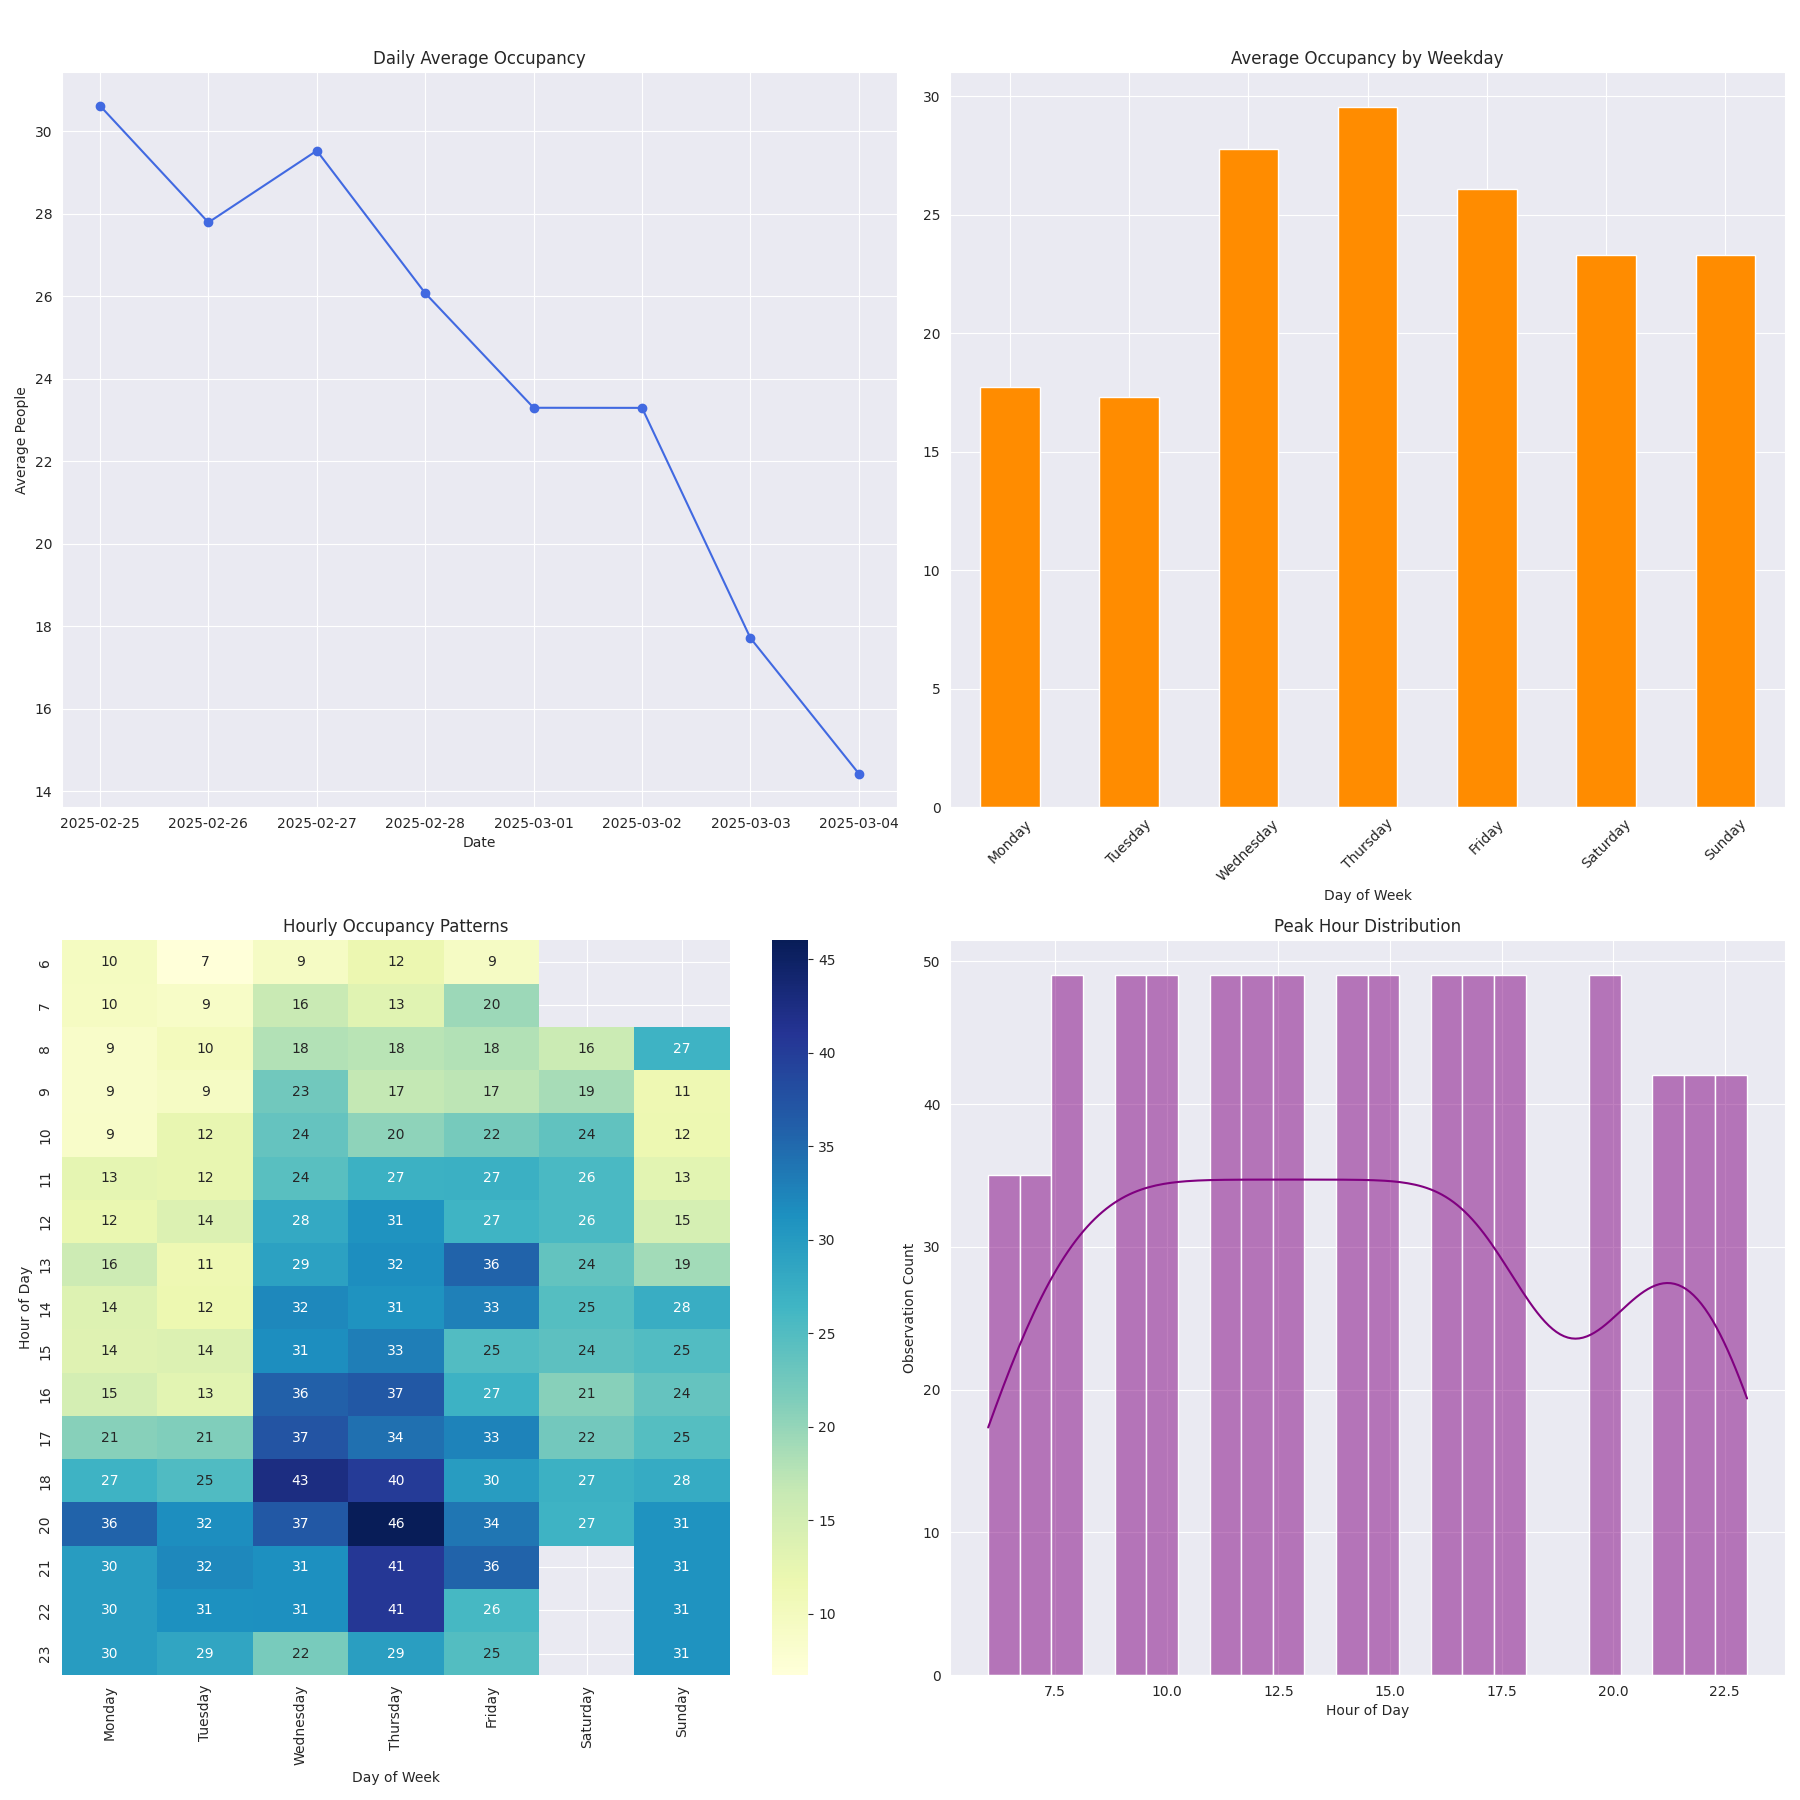 Daily Average Occupancy
Average People
30
28
26
24
22
20
18
16
14
2025-02-25 2025-02-26 2025-02-27 2025-02-28 2025-03-01 2025-03-02 2025-03-03 2025-03-04
Date
Average Occupancy by Weekday
30
25
20
15
10
5
0
Monday Tuesday Wednesday Thursday Friday Saturday Sunday
Day of Week
Hourly Occupancy Patterns
Hour of Day
6 10 7 9 12 9
7 10 9 16 13 20
8 9 10 18 18 18 16 27
9 9 9 23 17 17 19 11
10 9 12 24 20 22 24 12
11 13 12 24 27 27 26 13
12 12 14 28 31 27 26 15
13 16 11 29 32 36 24 19
14 14 12 32 31 33 25 28
15 14 14 31 33 25 24 25
16 15 13 36 37 27 21 24
17 21 21 37 34 33 22 25
18 27 25 43 40 30 27 28
20 36 32 37 46 34 27 31
21 30 32 31 41 36 31
22 30 31 31 41 26 31
23 30 29 22 29 25 31
Monday Tuesday Wednesday Thursday Friday Saturday Sunday
Day of Week
45
40
35
30
25
20
15
10
Peak Hour Distribution
Observation Count
50
40
30
20
10
0
7.5 10.0 12.5 15.0 17.5 20.0 22.5
Hour of Day